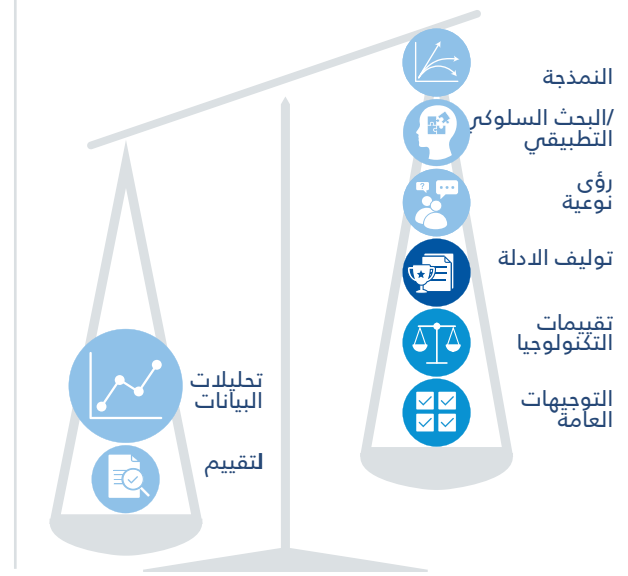 النمذجة
البحث السلوكي/
التطبيقي
رؤى
نوعية
توليف الادلة
تقييمات
التكنولوجيا
التوجيهات
العامة
تحليلات
البيانات
لتقييم